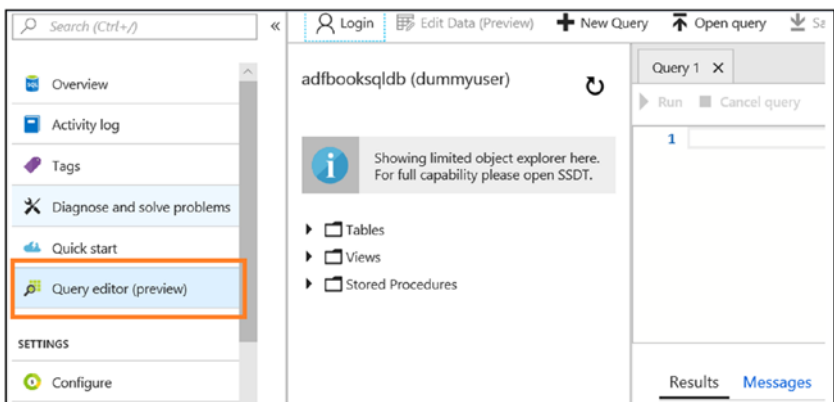 Search (Ctrl+/)
«
Overview
Activity log
Tags
Diagnose and solve problems
Quick start
Query editor (preview)
SETTINGS
Configure
Login
Edit Data (Preview)
New Query
Open query
adfbooksqldb (dummyuser)
Showing limited object explorer here.
For full capability please open SSDT.
Tables
Views
Stored Procedures
Query 1 X
Run
Cancel query
1
Results
Messages